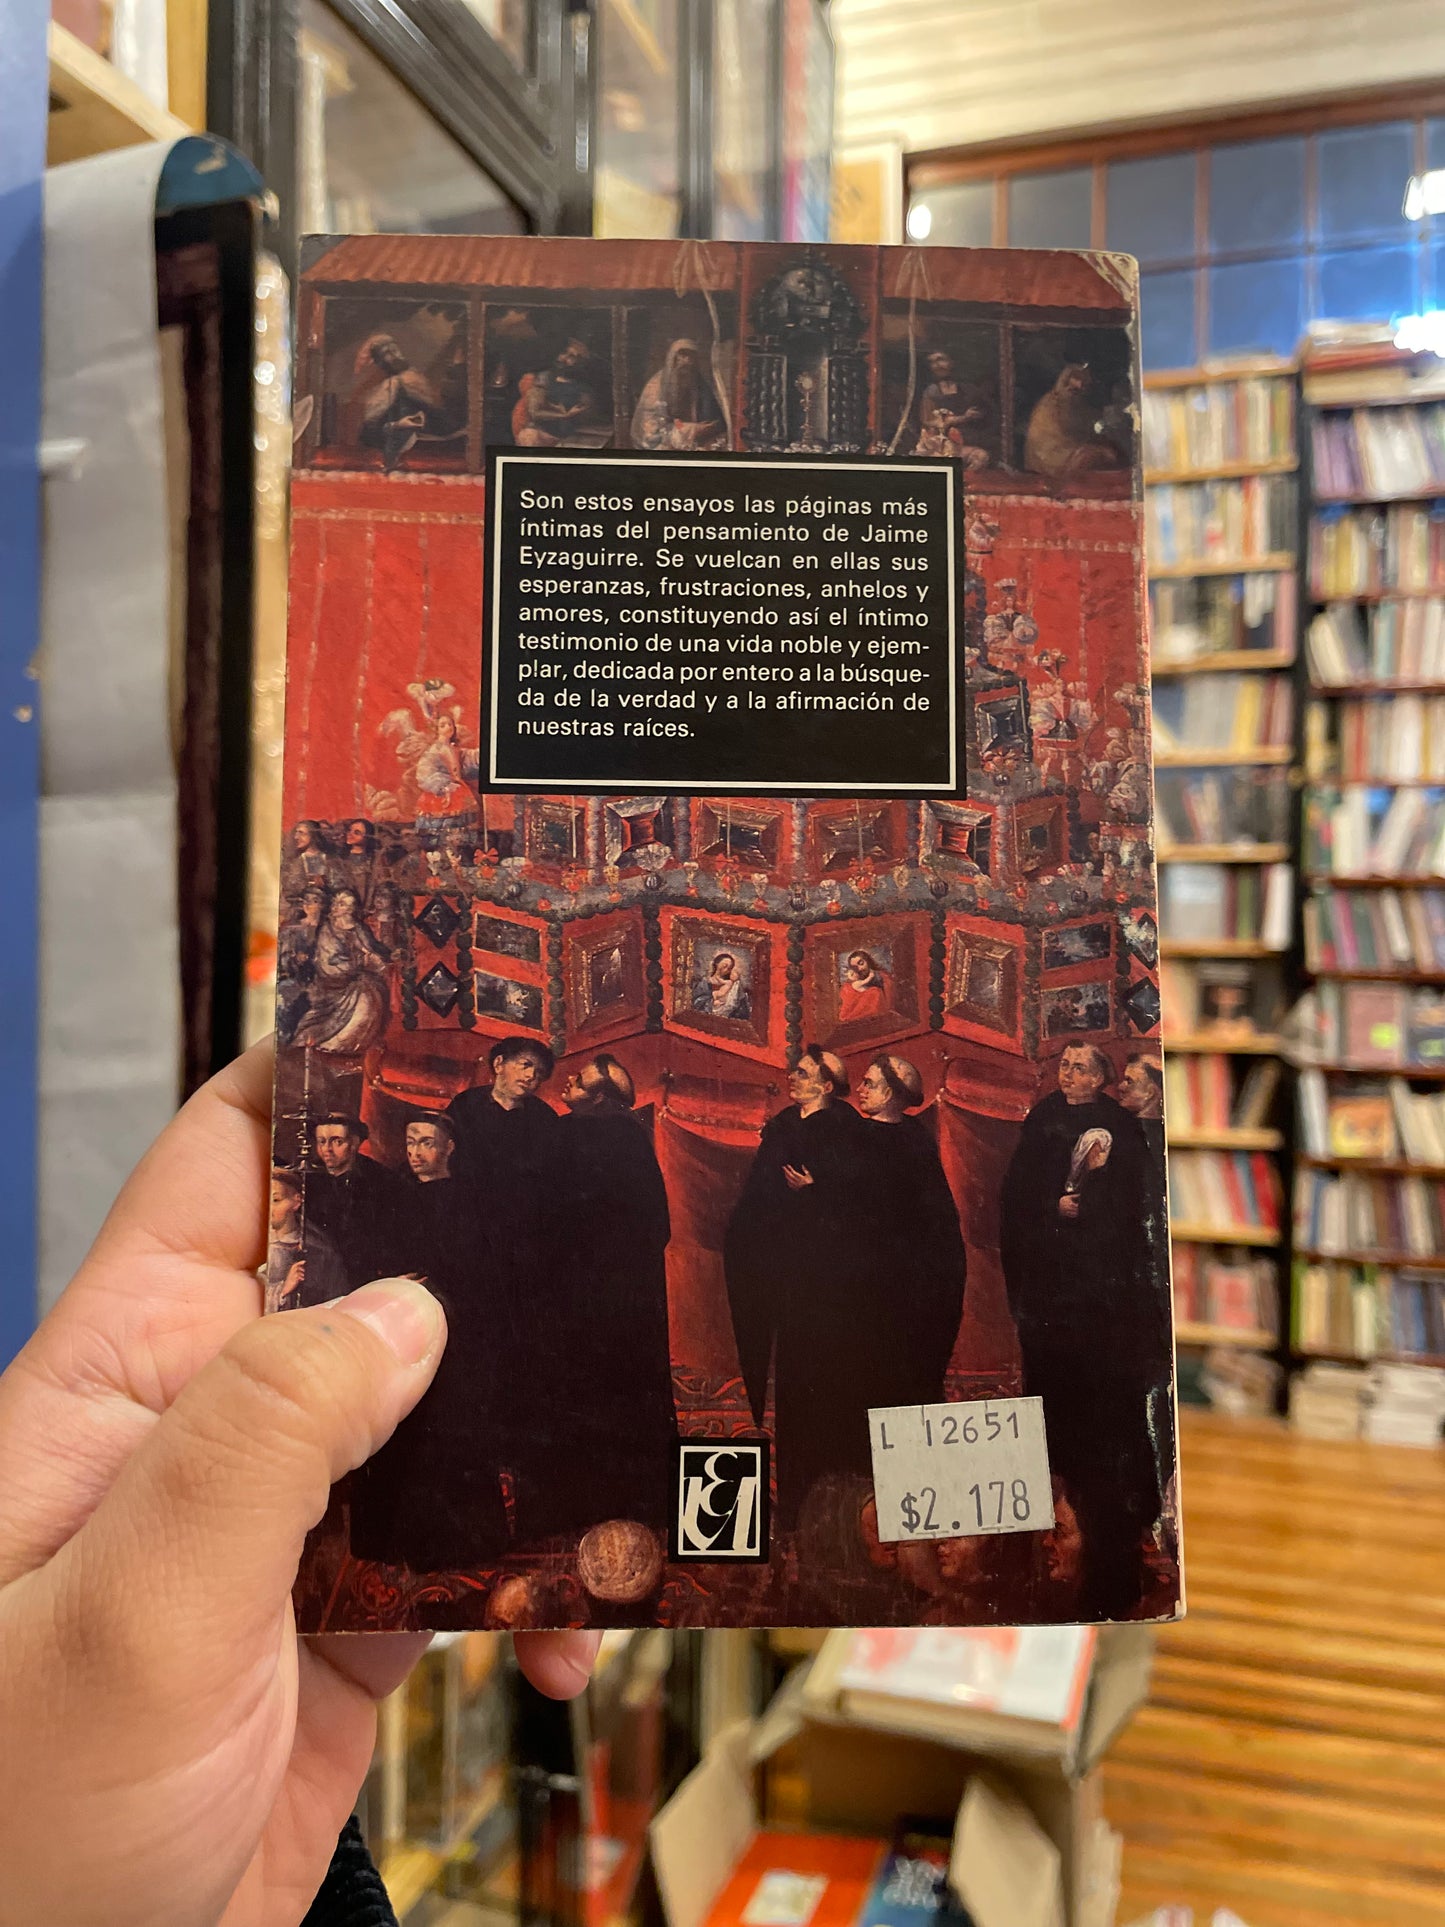 Son estos ensayos las páginas más
íntimas del pensamiento de Jaime
Eyzaguirre. Se vuelcan en ellas sus
esperanzas, frustraciones, anhelos y
amores, constituyendo así el íntimo
testimonio de una vida noble y ejem-
plar, dedicada por entero a la búsque-
da de la verdad y a la afirmación de
nuestras raíces.
L 12651
$2.178